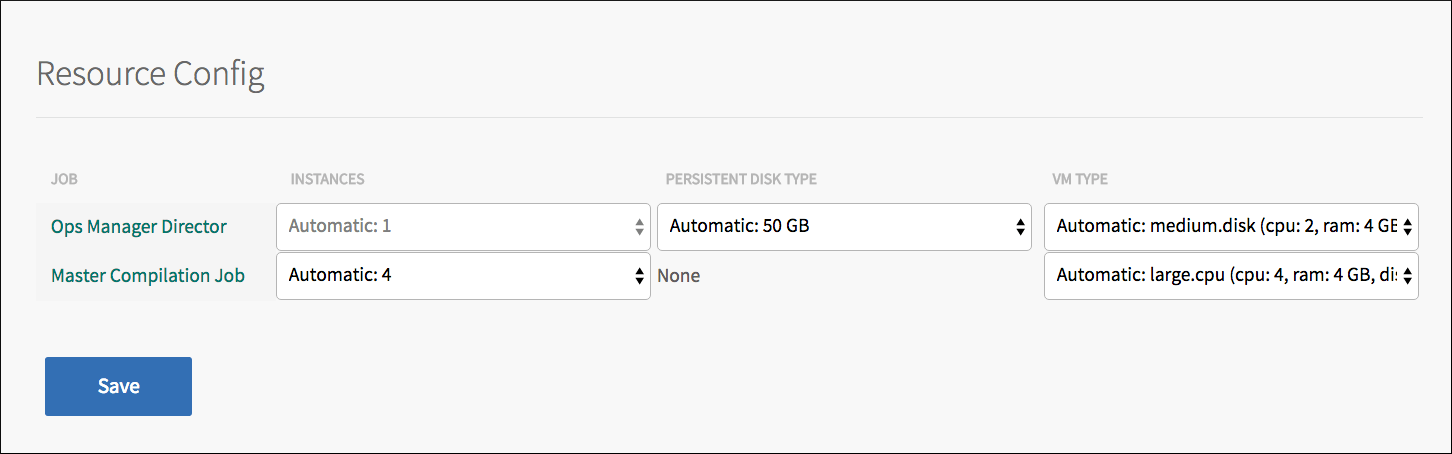 Resource Config
JOB INSTANCES PERSISTENT DISK TYPE VM TYPE
Ops Manager Director Automatic: 1 Automatic: 50 GB Automatic: medium.disk (cpu: 2, ram: 4 GB
Master Compilation Job Automatic: 4 None Automatic: large.cpu (cpu: 4, ram: 4 GB, dis
Save